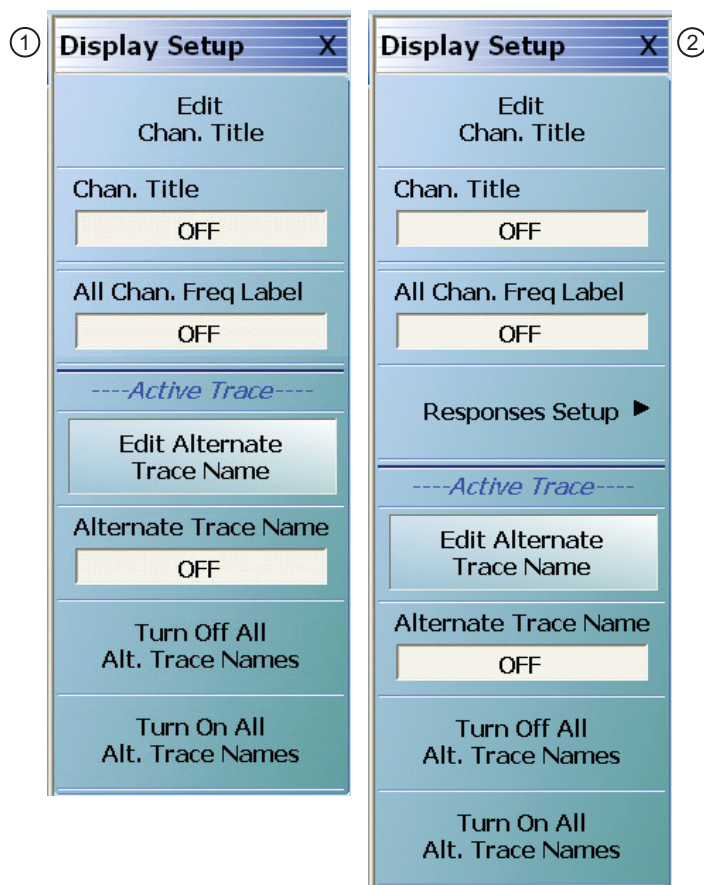 ①
Display Setup X
Edit
Chan. Title
Chan. Title
OFF
All Chan. Freq Label
OFF
----Active Trace----
Edit Alternate
Trace Name
Alternate Trace Name
OFF
Turn Off All
Alt. Trace Names
Turn On All
Alt. Trace Names
Display Setup X
②
Edit
Chan. Title
Chan. Title
OFF
All Chan. Freq Label
OFF
Responses Setup ►
----Active Trace----
Edit Alternate
Trace Name
Alternate Trace Name
OFF
Turn Off All
Alt. Trace Names
Turn On All
Alt. Trace Names